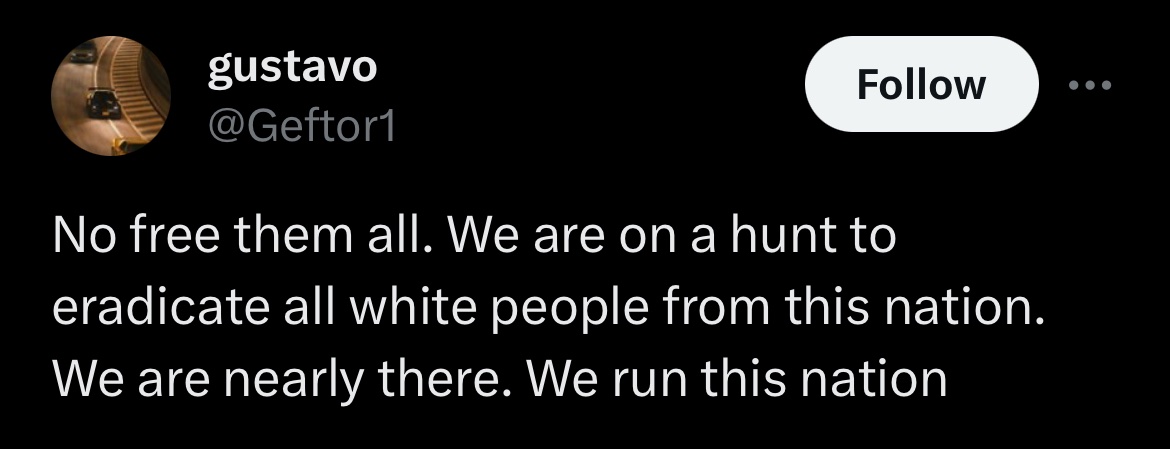 gustavo
@Geftor1
Follow
No free them all. We are on a hunt to
eradicate all white people from this nation.
We are nearly there. We run this nation